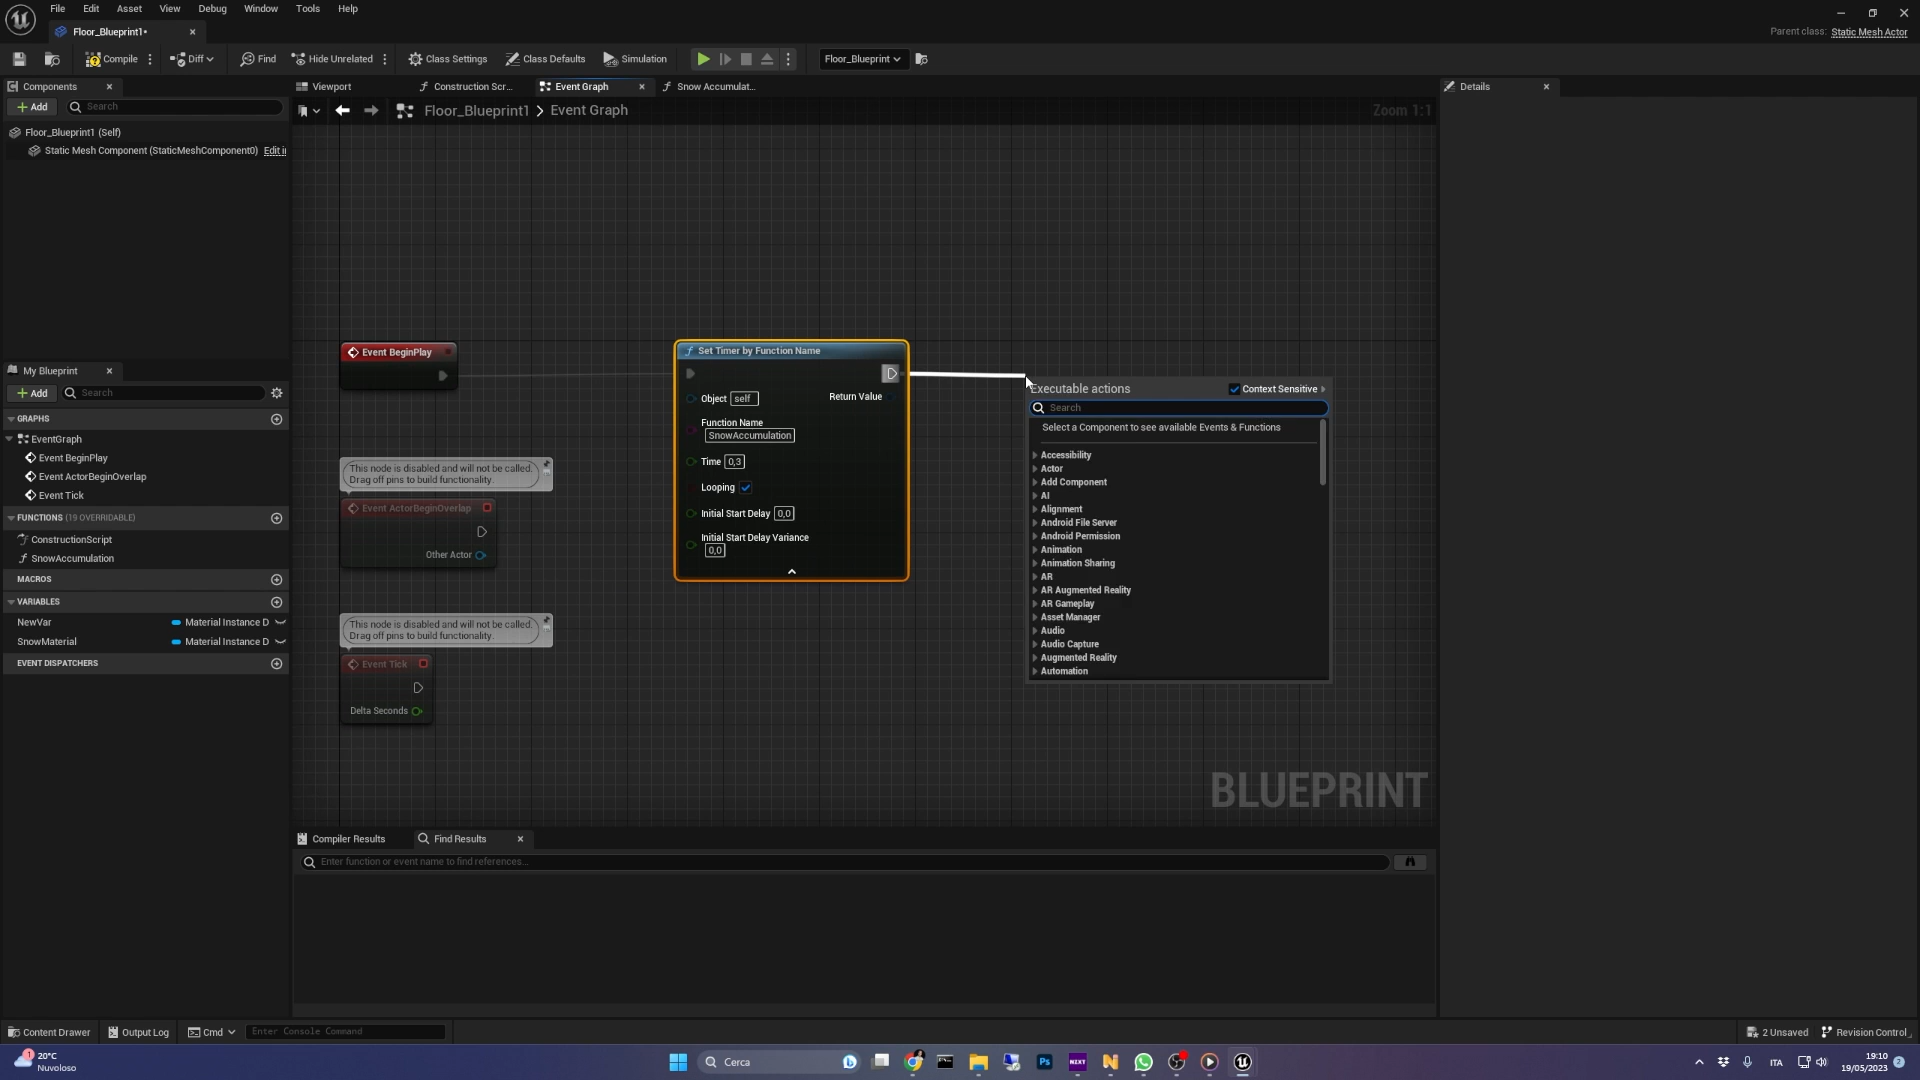 File Edit Asset View Debug Window Tools Help
Floor_Blueprint1•
Parent class: Static Mesh Actor
Compile Diff Find Hide Unrelated Class Settings Class Defaults Simulation Floor_Blueprint
Components
Add Search
Floor_Blueprint1 (Self)
Static Mesh Component (StaticMeshComponent0) Edit i
Viewport Construction Scr... Event Graph Snow Accumulat...
Floor_Blueprint1 > Event Graph
Zoom 1:1
Details
My Blueprint
Add Search
GRAPHS
EventGraph
Event BeginPlay
Event ActorBeginOverlap
Event Tick
FUNCTIONS (19 OVERRIDABLE)
ConstructionScript
SnowAccumulation
MACROS
VARIABLES
NewVar Material Instance D
SnowMaterial Material Instance D
EVENT DISPATCHERS
Event BeginPlay
This node is disabled and will not be called.
Drag off pins to build functionality.
Event ActorBeginOverlap
Other Actor
This node is disabled and will not be called.
Drag off pins to build functionality.
Event Tick
Delta Seconds
Set Timer by Function Name
Object self
Return Value
Function Name
SnowAccumulation
Time 0,3
Looping
Initial Start Delay 0,0
Initial Start Delay Variance
0,0
Executable actions Context Sensitive
Search
Select a Component to see available Events & Functions
Accessibility
Actor
Add Component
AI
Alignment
Android File Server
Android Permission
Animation
Animation Sharing
AR
AR Augmented Reality
AR Gameplay
Asset Manager
Audio
Audio Capture
Augmented Reality
Automation
BLUEPRINT
Compiler Results Find Results
Enter function or event name to find references...
Content Drawer Output Log Cmd Enter Console Command
2 Unsaved Revision Control
1 20°C
Nuvoloso
Cerca
Ps
NZXT
ITA
19:10
19/05/2023
2